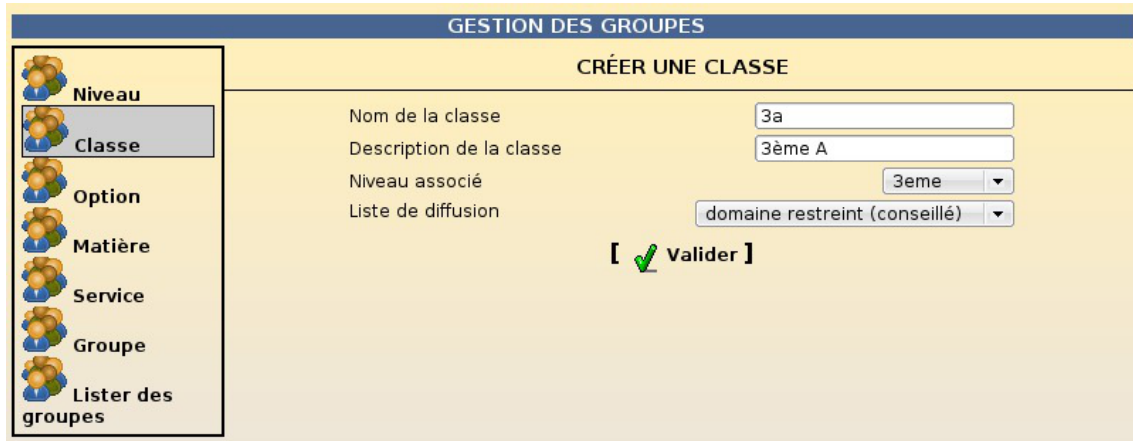 GESTION DES GROUPES
Niveau
Classe
Option
Matière
Service
Groupe
Lister des
groupes
CRÉER UNE CLASSE
Nom de la classe 3a
Description de la classe 3ème A
Niveau associé 3eme
Liste de diffusion domaine restreint (conseillé)
[ Valider ]